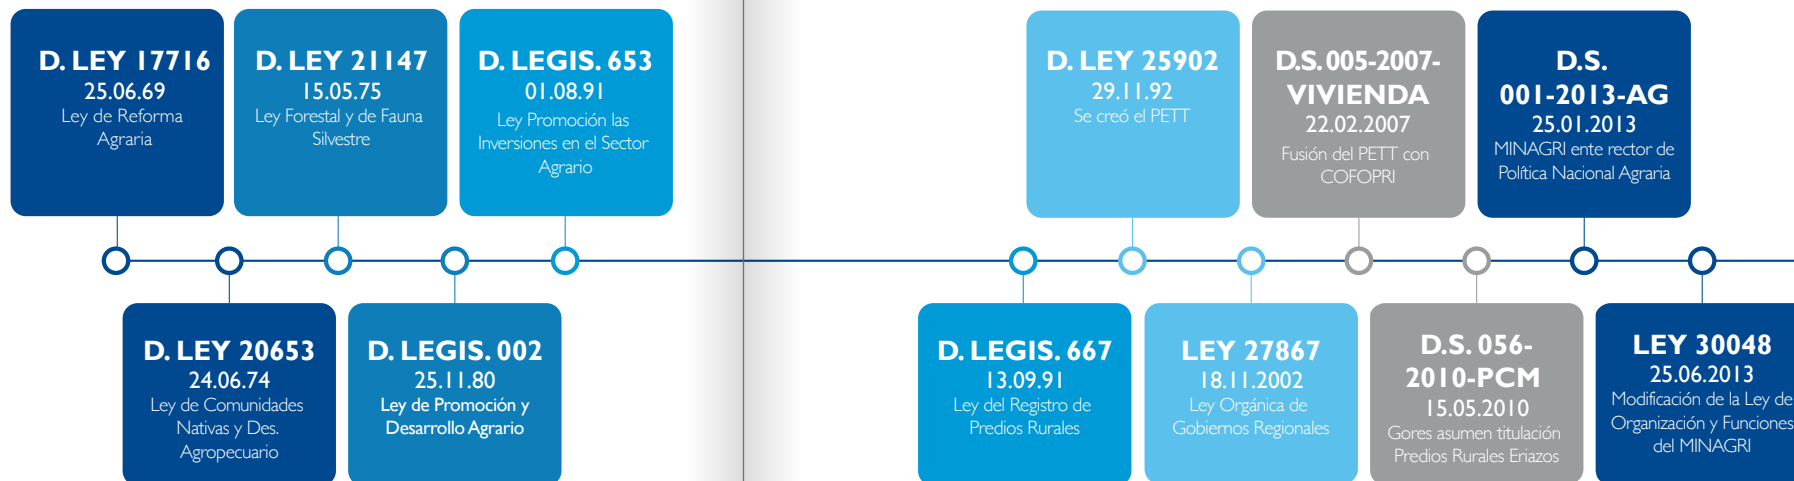 D. LEY 17716
25.06.69
Ley de Reforma
Agraria
D. LEY 21147
15.05.75
Ley Forestal y de Fauna
Silvestre
D. LEGIS. 653
01.08.91
Ley Promoción las
Inversiones en el Sector
Agrario
D. LEY 25902
29.11.92
Se creó el PETT
D.S. 005-2007-
VIVIENDA
22.02.2007
Fusión del PETT con
COFOPRI
D.S.
001-2013-AG
25.01.2013
MINAGRI ente rector de
Política Nacional Agraria
D. LEY 20653
24.06.74
Ley de Comunidades
Nativas y Des.
Agropecuario
D. LEGIS. 002
25.11.80
Ley de Promoción y
Desarrollo Agrario
D. LEGIS. 667
13.09.91
Ley del Registro de
Predios Rurales
LEY 27867
18.11.2002
Ley Orgánica de
Gobiernos Regionales
D.S. 056-
2010-PCM
15.05.2010
Gores asumen titulación
Predios Rurales Eriazos
LEY 30048
25.06.2013
Modificación de la Ley de
Organización y Funciones
del MINAGRI